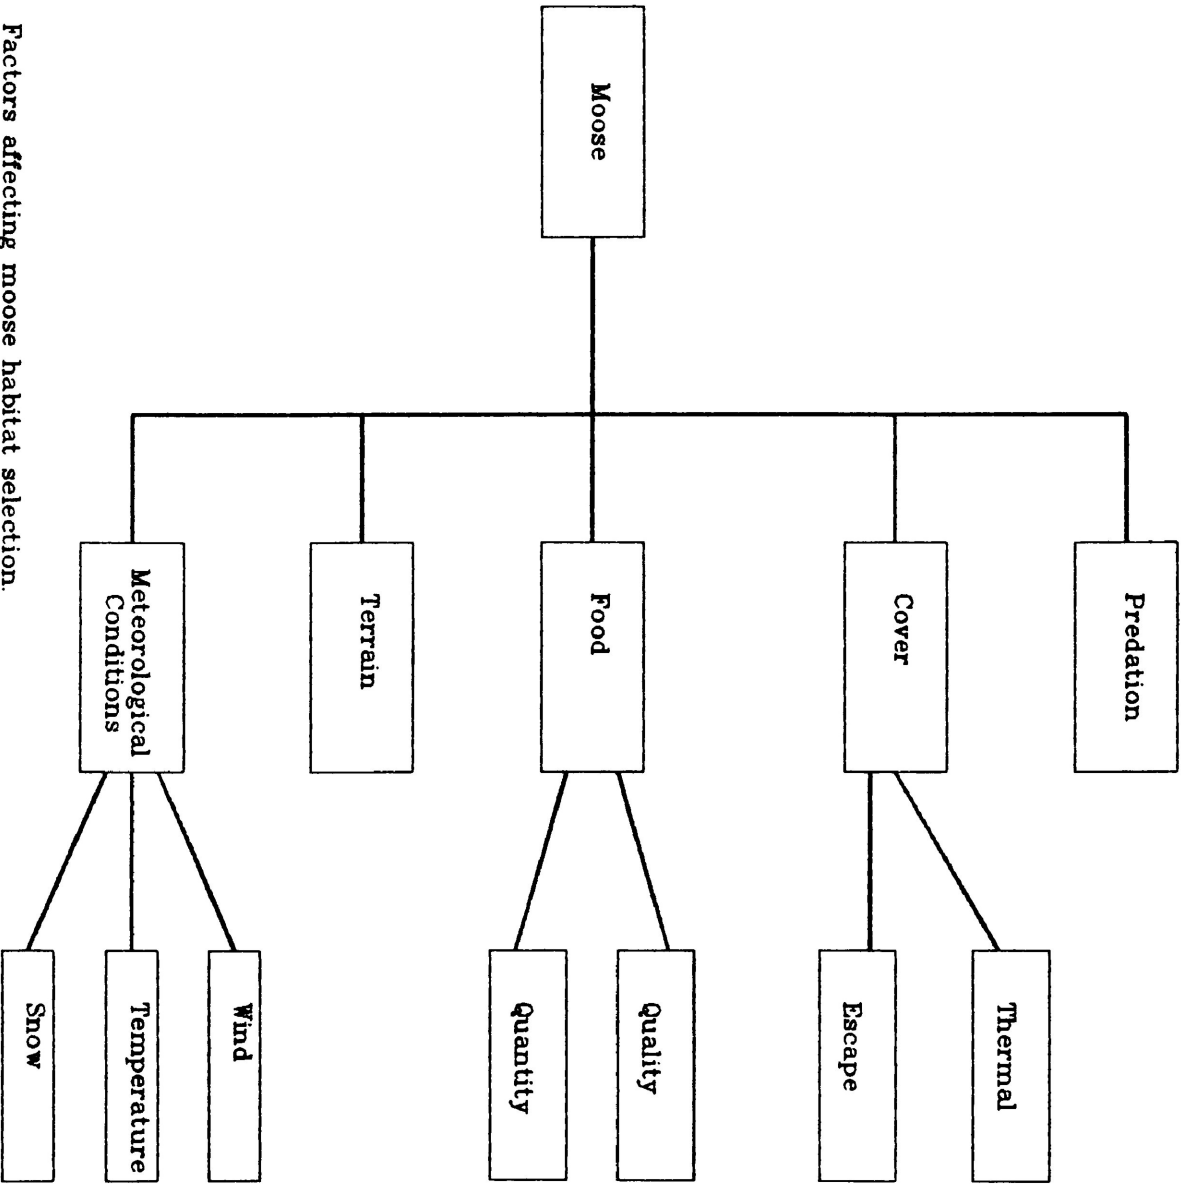 Predation
Thermal
Cover
Escape
Quality
Moose
Food
Quantity
Terrain
Wind
Meteorological
Conditions
Temperature
Snow
Factors affecting moose habitat selection.